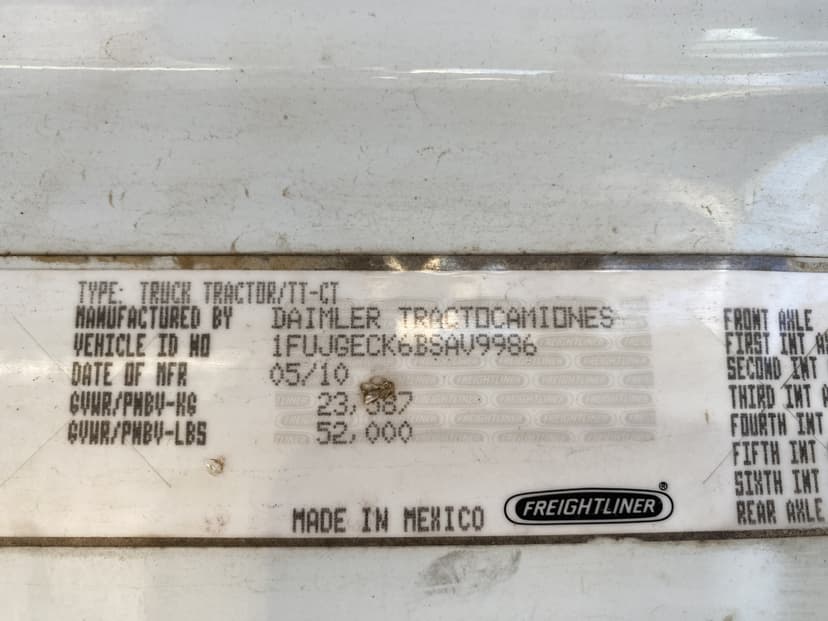 TYPE: TRUCK TRACTOR/TT-CT
MANUFACTURED BY DAIMLER TRACTOCAMIONES
VEHICLE ID NO 1FUJGECK6BSAV9986
DATE OF MFR 05/10
GVWR/PNBV-KG
GVWR/PNBV-LBS 52,000
MADE IN MEXICO
FREIGHTLINER®
FRONT AXLE
FIRST INT
SECOND INT
THIRD INT
FOURTH INT
FIFTH INT
SIXTH INT
REAR AXLE